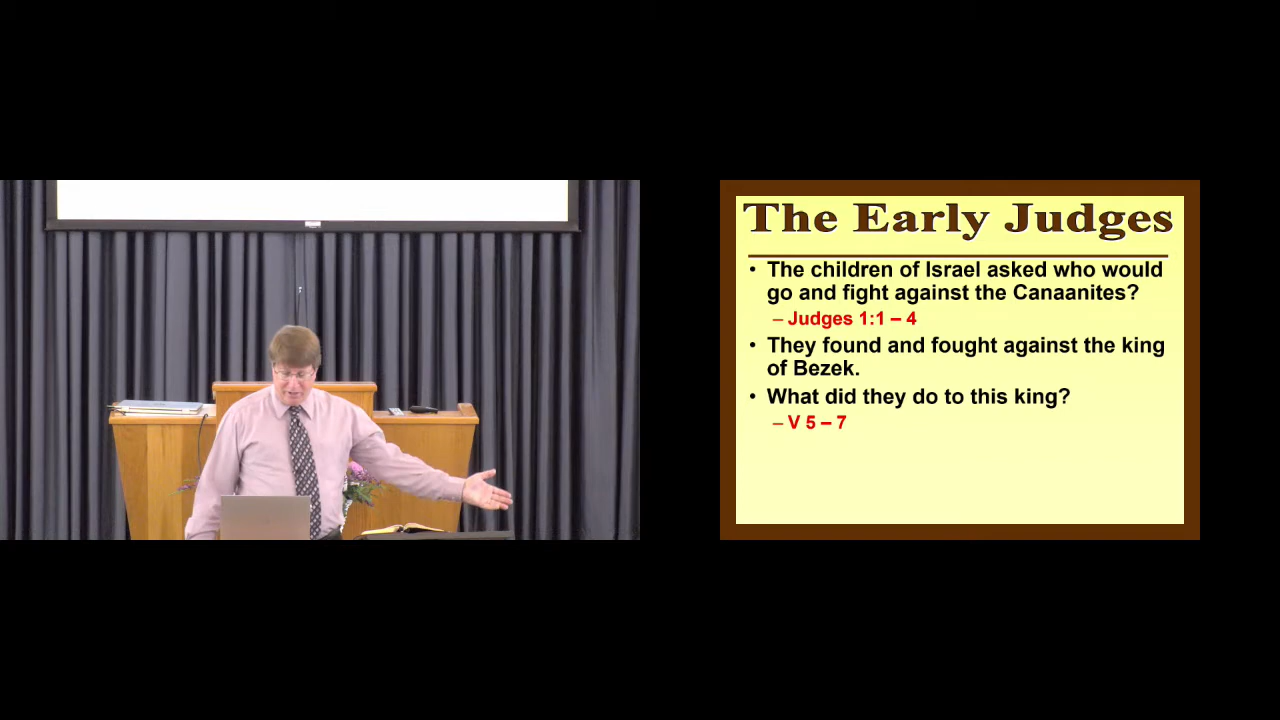 The Early Judges
• The children of Israel asked who would
go and fight against the Canaanites?
– Judges 1:1 – 4
• They found and fought against the king
of Bezek.
• What did they do to this king?
– V 5 – 7